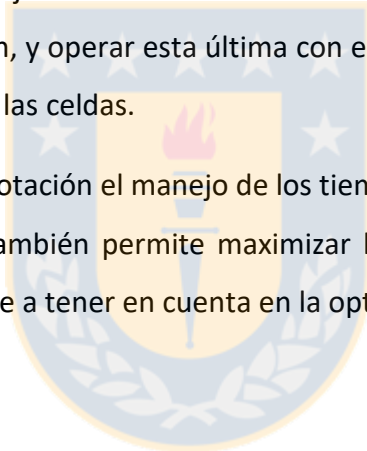 , y operar esta última con e
las celdas.
otación el manejo de los tien
ambién permite maximizar
e a tener en cuenta en la opt